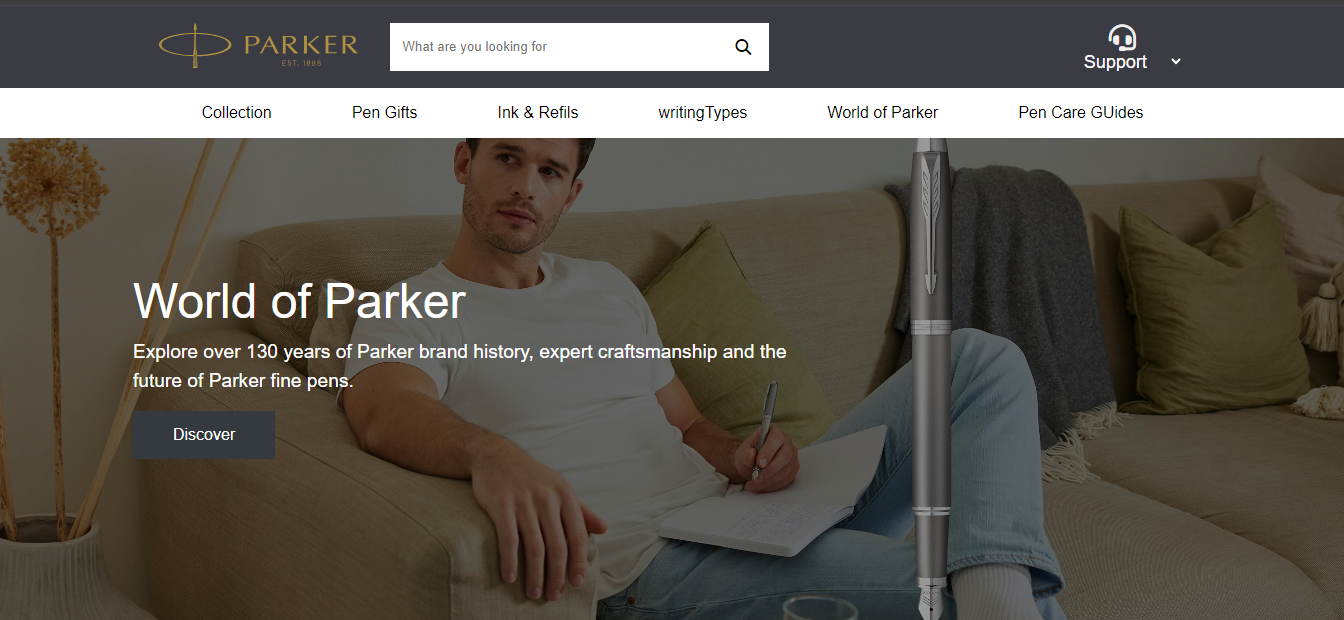 PARKER
EST. 1888
What are you looking for
Support
Collection
Pen Gifts
Ink & Refils
writingTypes
World of Parker
Pen Care GUides
World of Parker
Explore over 130 years of Parker brand history, expert craftsmanship and the
future of Parker fine pens.
Discover